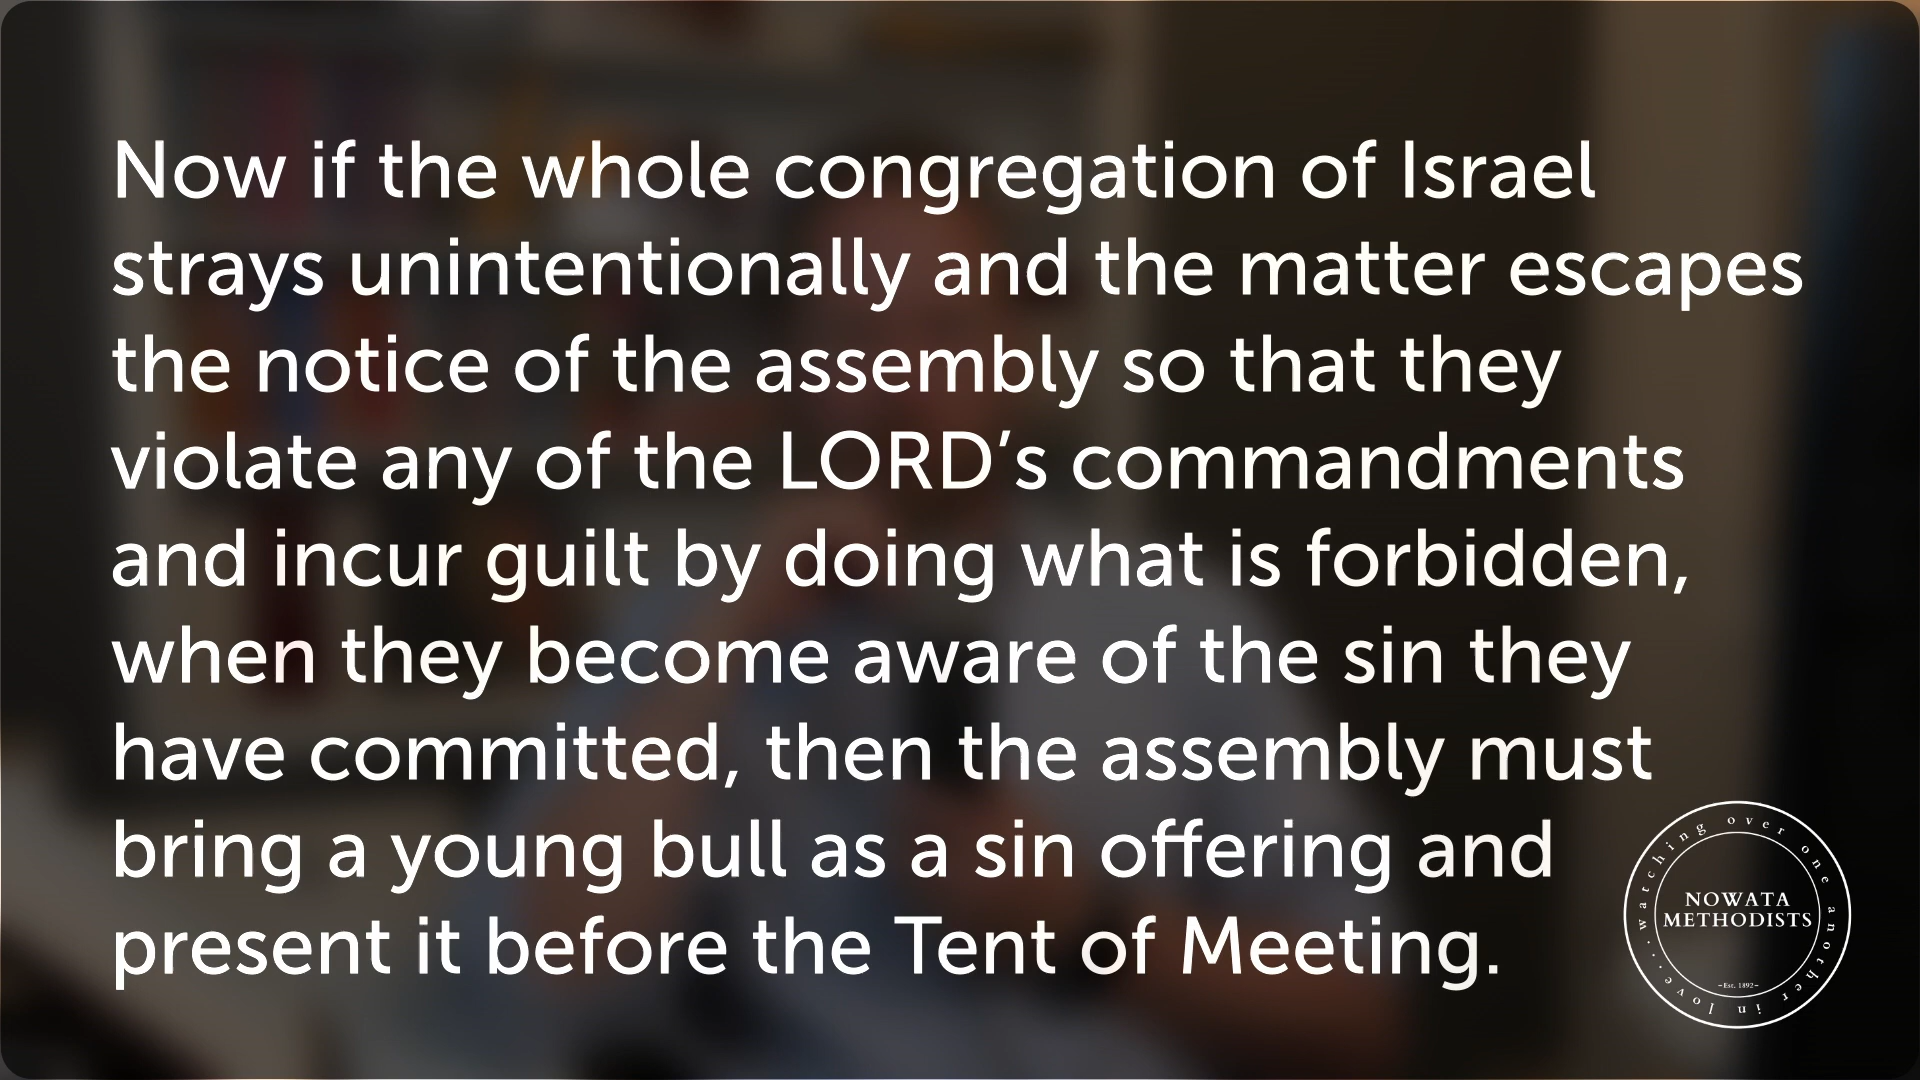 Now if the whole congregation of Israel
strays unintentionally and the matter escapes
the notice of the assembly so that they
violate any of the LORD’s commandments
and incur guilt by doing what is forbidden,
when they become aware of the sin they
have committed, then the assembly must
bring a young bull as a sin offering and
present it before the Tent of Meeting.
watching over one another in love...
NOWATA
METHODISTS
~Est. 1892~